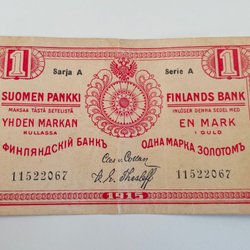 1 Sarja A Serie A 1
SUOMEN PANKKI FINLANDS BANK
MAKSAA TÄSTÄ SETELISTÄ INLÖSER DENNA SEDEL MED
YHDEN MARKAN EN MARK
KULLASSA I GULD
ФИНЛЯНДСКІЙ БАНКЪ ОДНА МАРКА ЗОЛОТОМЪ
11522067 11522067
1915